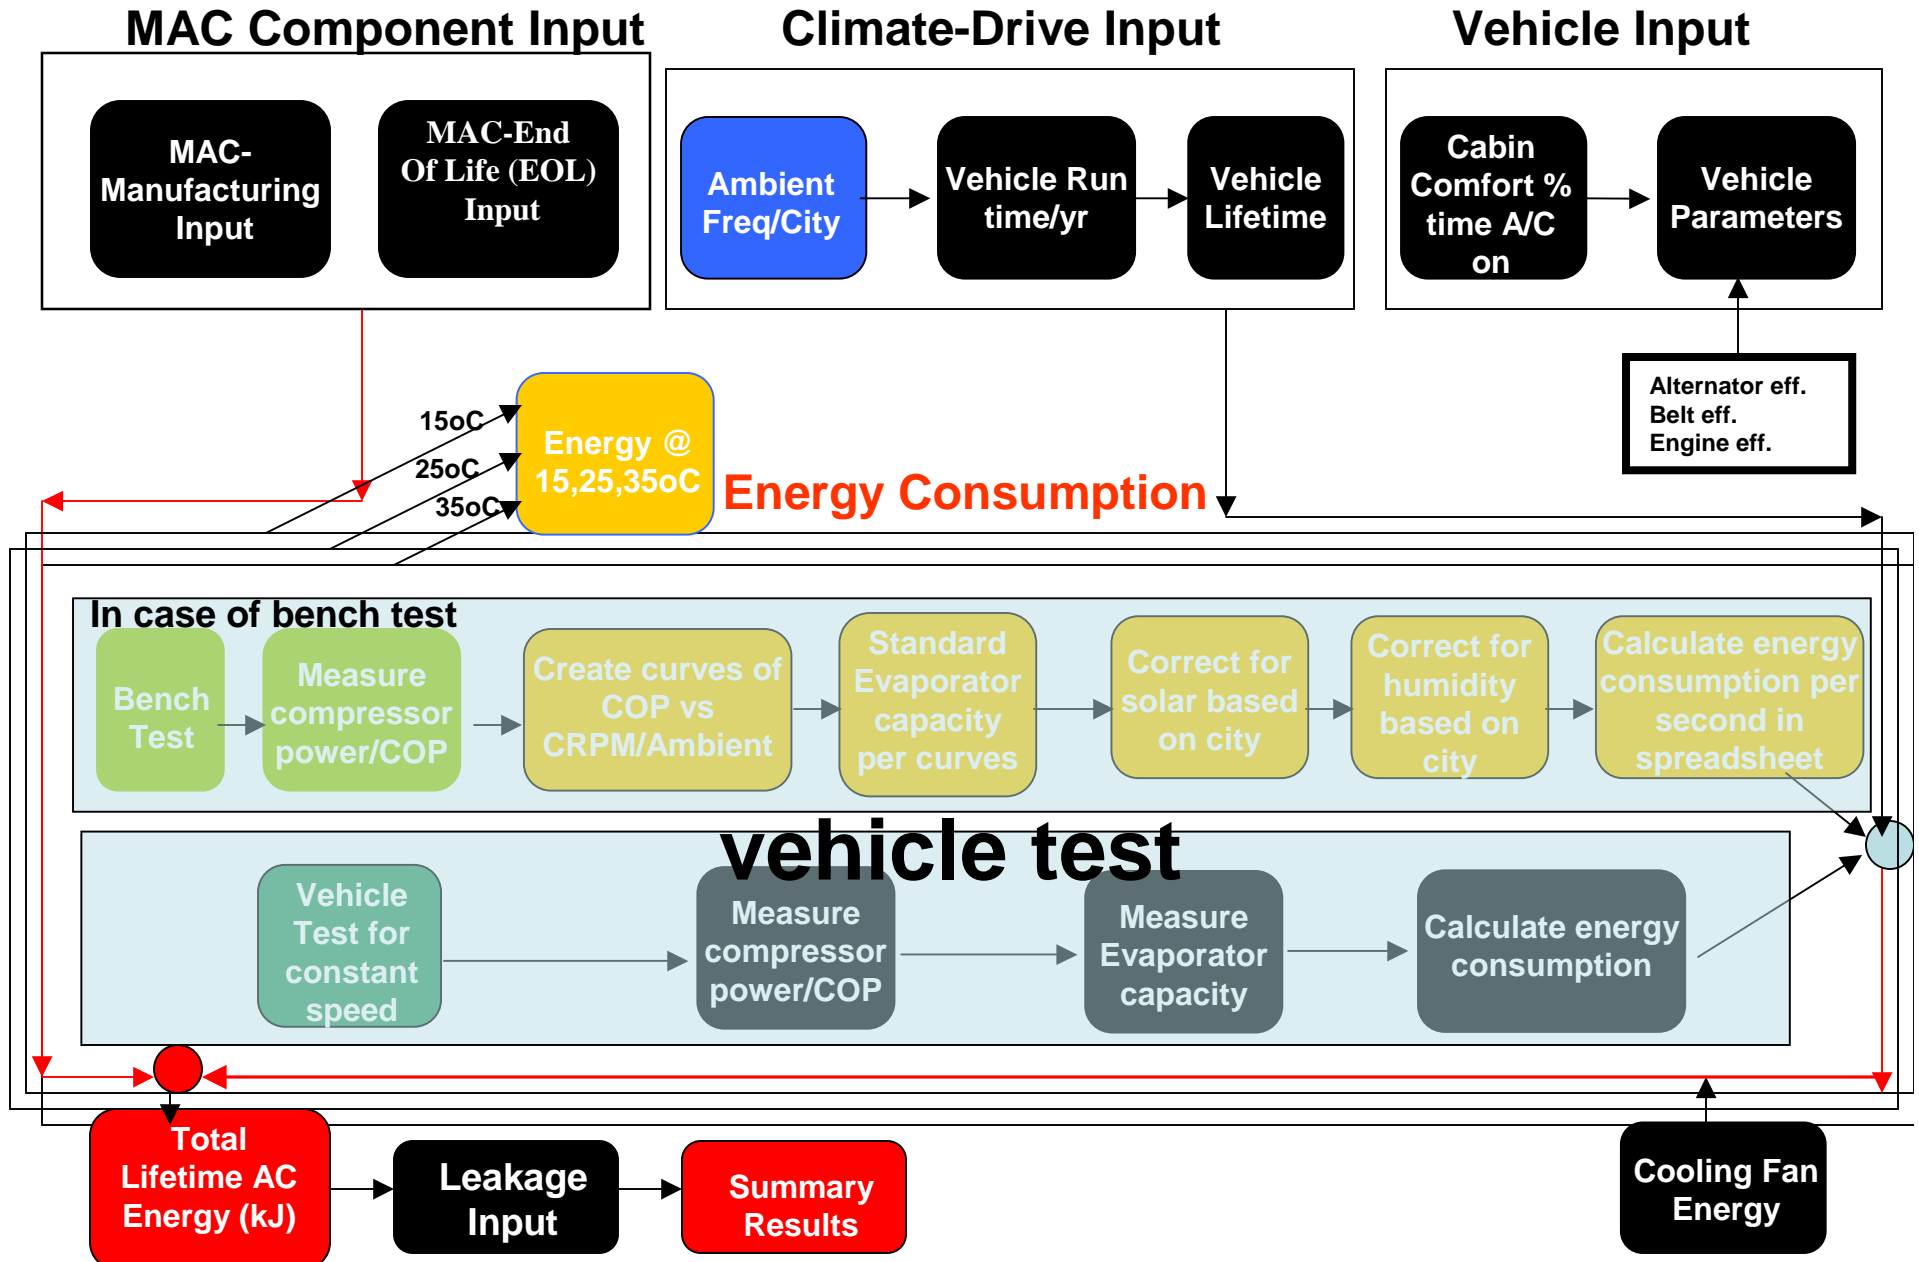 MAC Component Input
Climate-Drive Input
Vehicle Input
MAC-
Manufacturing
Input
MAC-End
Of Life (EOL)
Input
Ambient
Freq/City
Vehicle Run
time/yr
Vehicle
Lifetime
Cabin
Comfort %
time A/C
on
Vehicle
Parameters
Alternator eff.
Belt eff.
Engine eff.
15oC
25oC
35oC
Energy @
15,25,35oC
Energy Consumption
In case of bench test
Bench
Test
Measure
compressor
power/COP
Create curves of
COP vs
CRPM/Ambient
Standard
Evaporator
capacity
per curves
Correct for
solar based
on city
Correct for
humidity
based on
city
Calculate energy
consumption per
second in
spreadsheet
vehicle test
Vehicle
Test for
constant
speed
Measure
compressor
power/COP
Measure
Evaporator
capacity
Calculate energy
consumption
Total
Lifetime AC
Energy (kJ)
Leakage
Input
Summary
Results
Cooling Fan
Energy